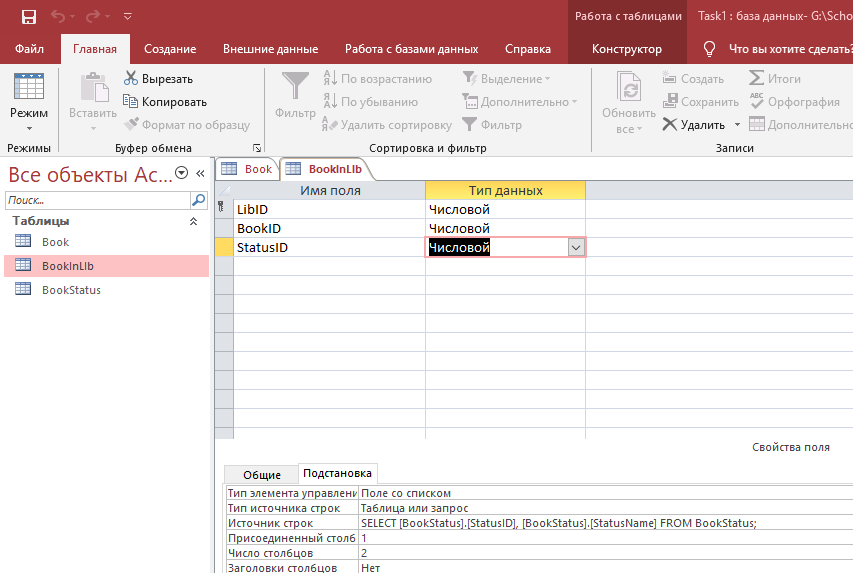 Работа с таблицами
Task1 : база данных- G:\Scho
Файл
Главная
Создание
Внешние данные
Работа с базами данных
Справка
Конструктор
Что вы хотите сделать?
Режим
Вставить
Вырезать
Копировать
Формат по образцу
Фильтр
По возрастанию
По убыванию
Удалить сортировку
Выделение
Дополнительно
Фильтр
Обновить
все
Создать
Сохранить
Удалить
Итоги
Орфография
Дополнительно
Режимы
Буфер обмена
Сортировка и фильтр
Записи
Все объекты Ac...
Поиск...
Таблицы
Book
BookInLib
BookStatus
Book
BookInLib
Имя поля
Тип данных
LibID
Числовой
BookID
Числовой
StatusID
Числовой
Свойства поля
Общие
Подстановка
Тип элемента управлени
Поле со списком
Тип источника строк
Таблица или запрос
Источник строк
SELECT [BookStatus].[StatusID], [BookStatus].[StatusName] FROM BookStatus;
Присоединенный столб
1
Число столбцов
2
Заголовки столбцов
Нет